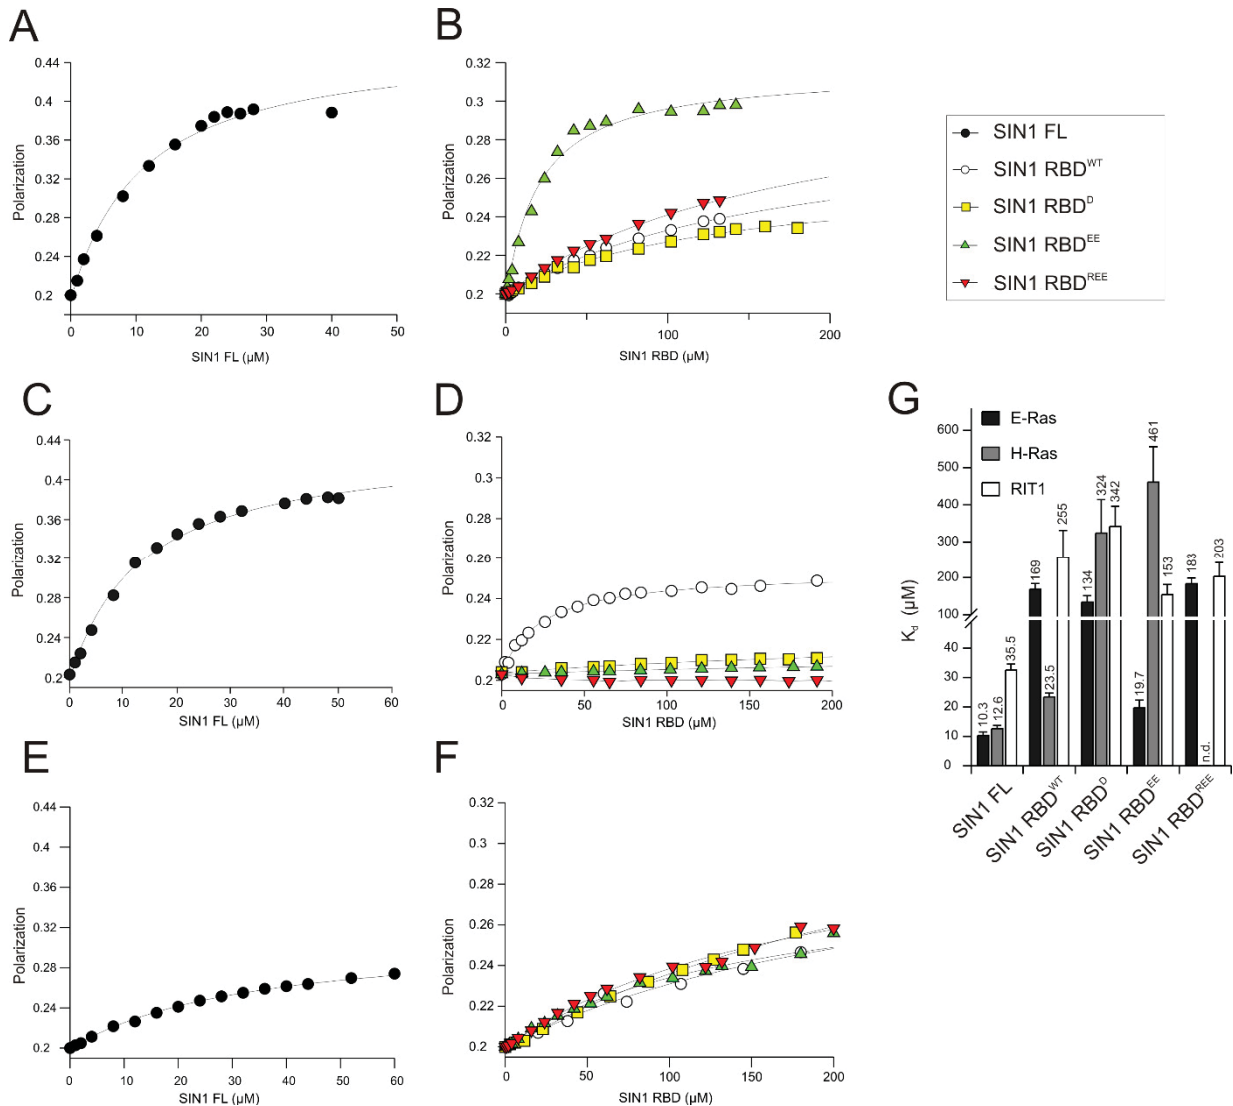 A
0.44
0.4
0.36
0.32
0.28
0.24
0.2
Polarization
0
10
20
30
40
50
SIN1 FL (µM)
B
0.32
0.3
0.28
0.26
0.24
0.22
0.2
Polarization
0
100
200
SIN1 RBD (µM)
SIN1 FL
SIN1 RBD^WT
SIN1 RBD^D
SIN1 RBD^EE
SIN1 RBD^REE
C
0.44
0.4
0.36
0.32
0.28
0.24
0.2
Polarization
0
10
20
30
40
50
60
SIN1 FL (µM)
D
0.32
0.3
0.28
0.26
0.24
0.22
0.2
Polarization
0
50
100
150
200
SIN1 RBD (µM)
E
0.44
0.4
0.36
0.32
0.28
0.24
0.2
Polarization
0
10
20
30
40
50
60
SIN1 FL (µM)
F
0.32
0.3
0.28
0.26
0.24
0.22
0.2
Polarization
0
50
100
150
200
SIN1 RBD (µM)
G
E-Ras
H-Ras
RIT1
600
500
400
300
200
100
40
30
20
10
0
K_d (µM)
10.3
12.6
35.5
169
23.5
255
134
324
342
19.7
461
153
183
n.d.
203
SIN1 FL
SIN1 RBD^WT
SIN1 RBD^D
SIN1 RBD^EE
SIN1 RBD^REE